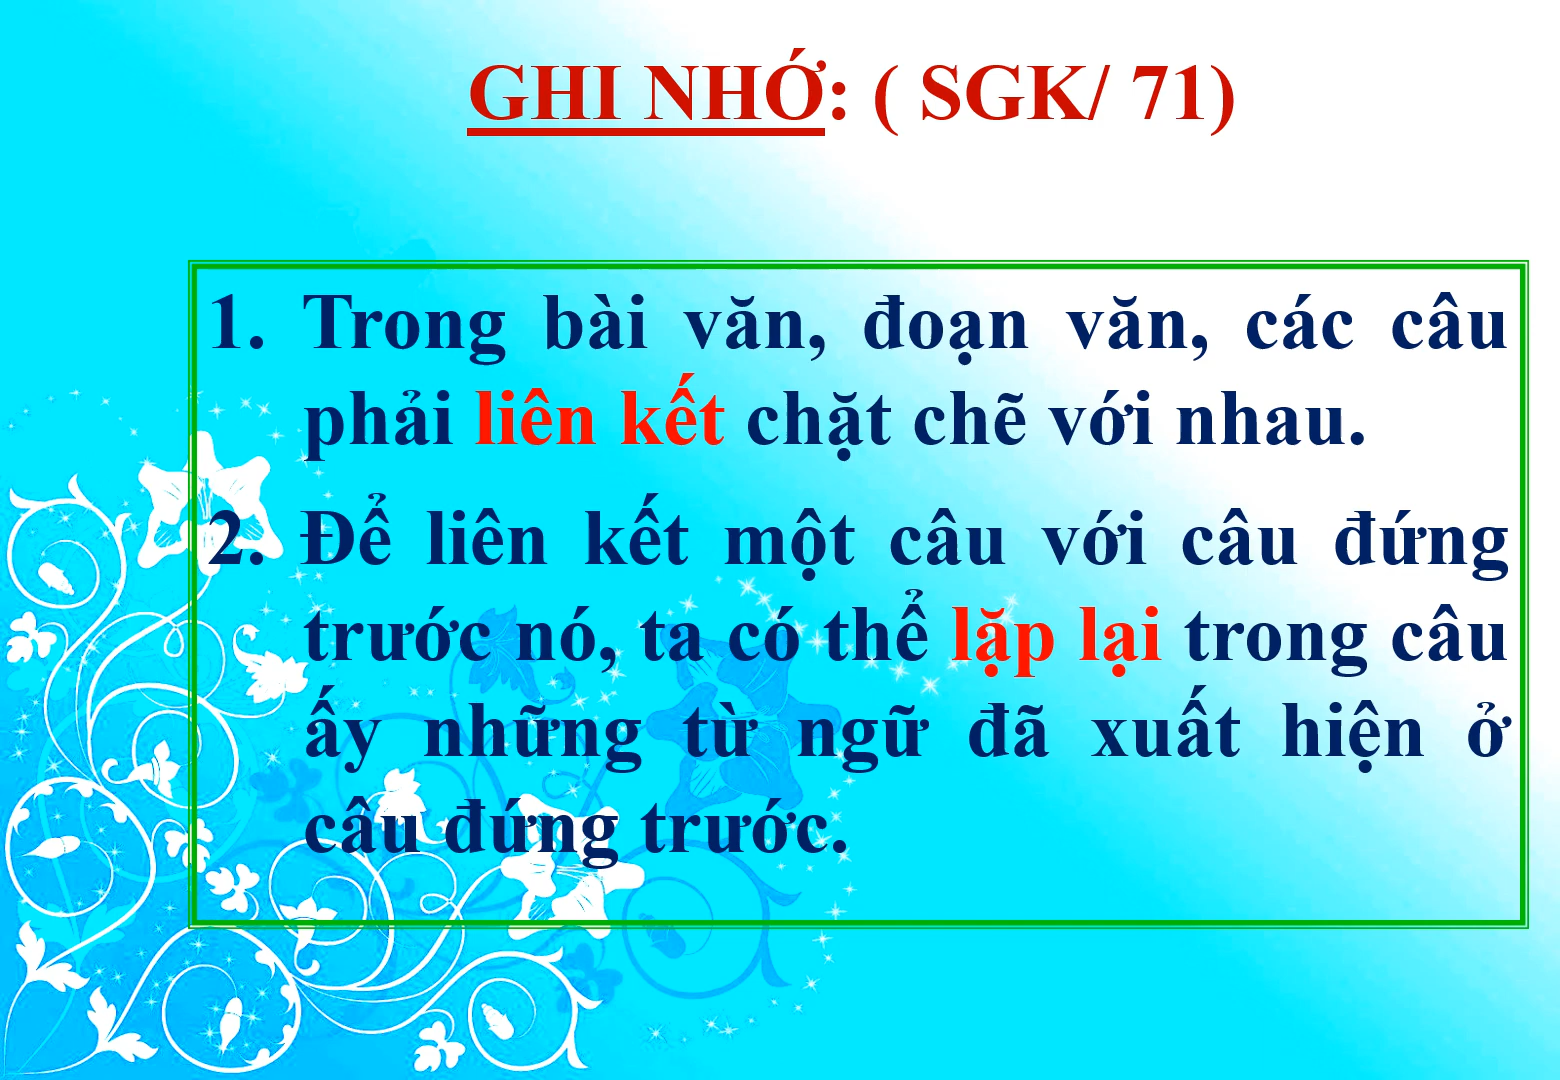 GHI NHỚ: ( SGK/ 71)
1. Trong bài văn, đoạn văn, các câu
phải liên kết chặt chẽ với nhau.
2. Để liên kết một câu với câu đứng
trước nó, ta có thể lặp lại trong câu
ấy những từ ngữ đã xuất hiện ở
câu đứng trước.